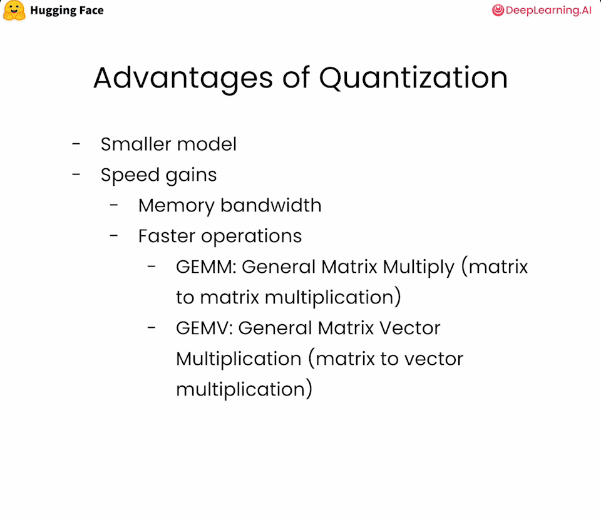 Hugging Face
DeepLearning.AI
Advantages of Quantization
- Smaller model
- Speed gains
- Memory bandwidth
- Faster operations
- GEMM: General Matrix Multiply (matrix
to matrix multiplication)
- GEMV: General Matrix Vector
Multiplication (matrix to vector
multiplication)